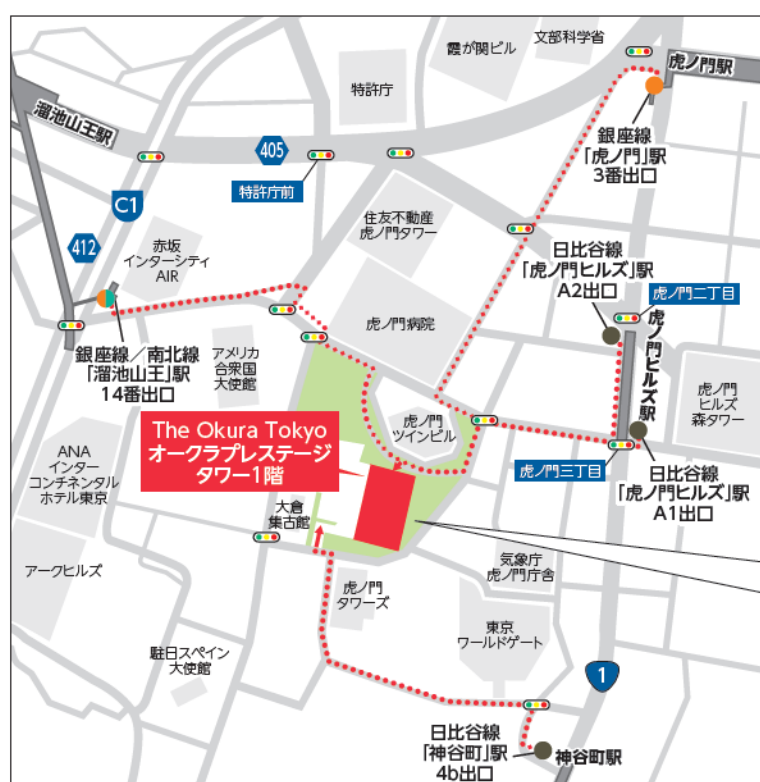 霞が関ビル
文部科学省
虎ノ門駅
特許庁
溜池山王駅
405
銀座線
「虎ノ門」駅
3番出口
特許庁前
C1
住友不動産
虎ノ門タワー
412
赤坂
インターシティ
AIR
日比谷線
「虎ノ門ヒルズ」駅
A2出口
虎ノ門二丁目
虎ノ門病院
虎ノ門ヒルズ駅
銀座線／南北線
「溜池山王」駅
14番出口
アメリカ
合衆国
大使館
虎ノ門
ヒルズ
森タワー
The Okura Tokyo
オークラプレステージ
タワー1階
虎ノ門
ツインビル
ANA
インター
コンチネンタル
ホテル東京
虎ノ門三丁目
日比谷線
「虎ノ門ヒルズ」駅
A1出口
大倉
集古館
アークヒルズ
気象庁
虎ノ門庁舎
虎ノ門
タワーズ
東京
ワールドゲート
駐日スペイン
大使館
1
日比谷線
「神谷町」駅
4b出口
神谷町駅